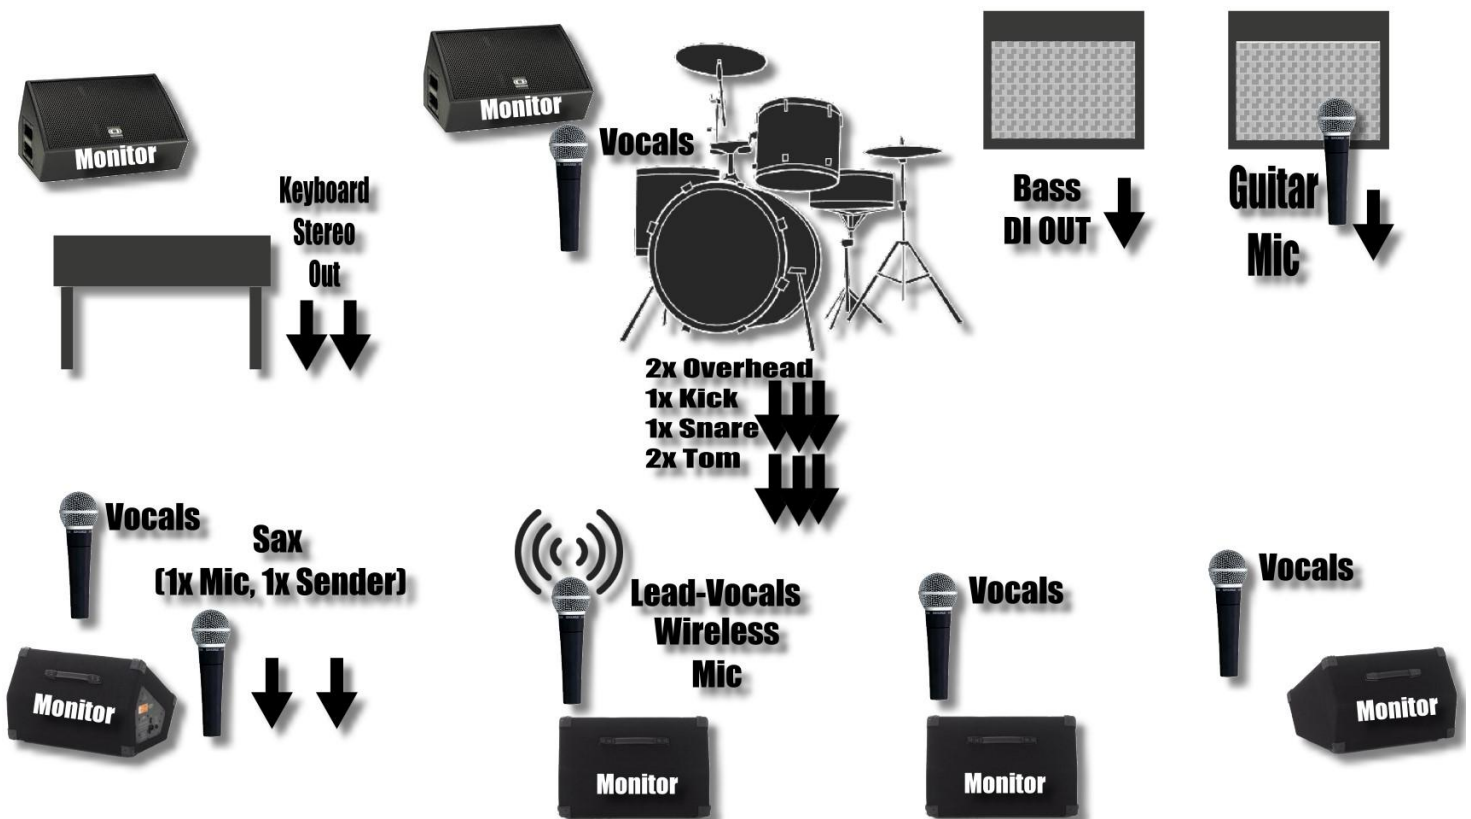 Monitor
Monitor
Vocals
Keyboard
Stereo
Out
Bass
DI OUT
Guitar
Mic
2x Overhead
1x Kick
1x Snare
2x Tom
Vocals
Sax
(1x Mic, 1x Sender)
Monitor
Lead-Vocals
Wireless
Mic
Monitor
Vocals
Monitor
Vocals
Monitor